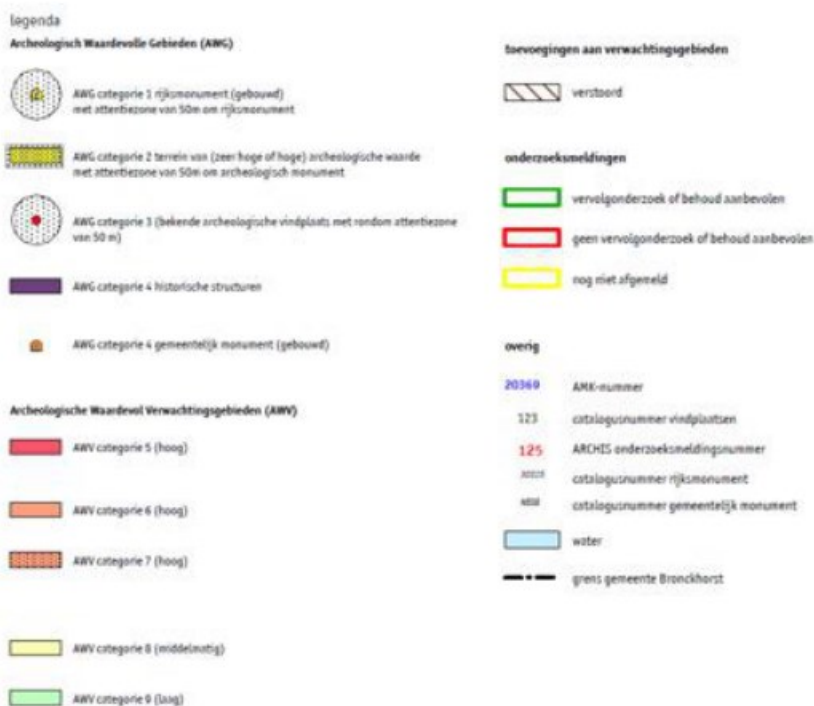 legenda
Archeologisch Waardevolle Gebieden (AWG)
AWG categorie 1 rijksmonument (gebouwd)
met attentiezone van 50m om rijksmonument
AWG categorie 2 terrein van (zeer hoge of hoge) archeologische waarde
met attentiezone van 50m om archeologisch monument
AWG categorie 3 (bekende archeologische vindplaats met rondom attentiezone
van 50 m)
AWG categorie 4 historische structuren
AWG categorie 4 gemeentelijk monument (gebouwd)
Archeologische Waardevol Verwachtingsgebieden (AWV)
AWV categorie 5 (hoog)
AWV categorie 6 (hoog)
AWV categorie 7 (hoog)
AWV categorie 8 (middelmatig)
AWV categorie 9 (laag)
toevoegingen aan verwachtingsgebieden
verstoord
onderzoeksmeldingen
vervolgonderzoek of behoud aanbevolen
geen vervolgonderzoek of behoud aanbevolen
nog niet afgemeld
overig
20369 AMK-nummer
123 catalogusnummer vindplaatsen
125 ARCHIS onderzoeksmeldingsnummer
catalogusnummer rijksmonument
catalogusnummer gemeentelijk monument
water
grens gemeente Bronckhorst